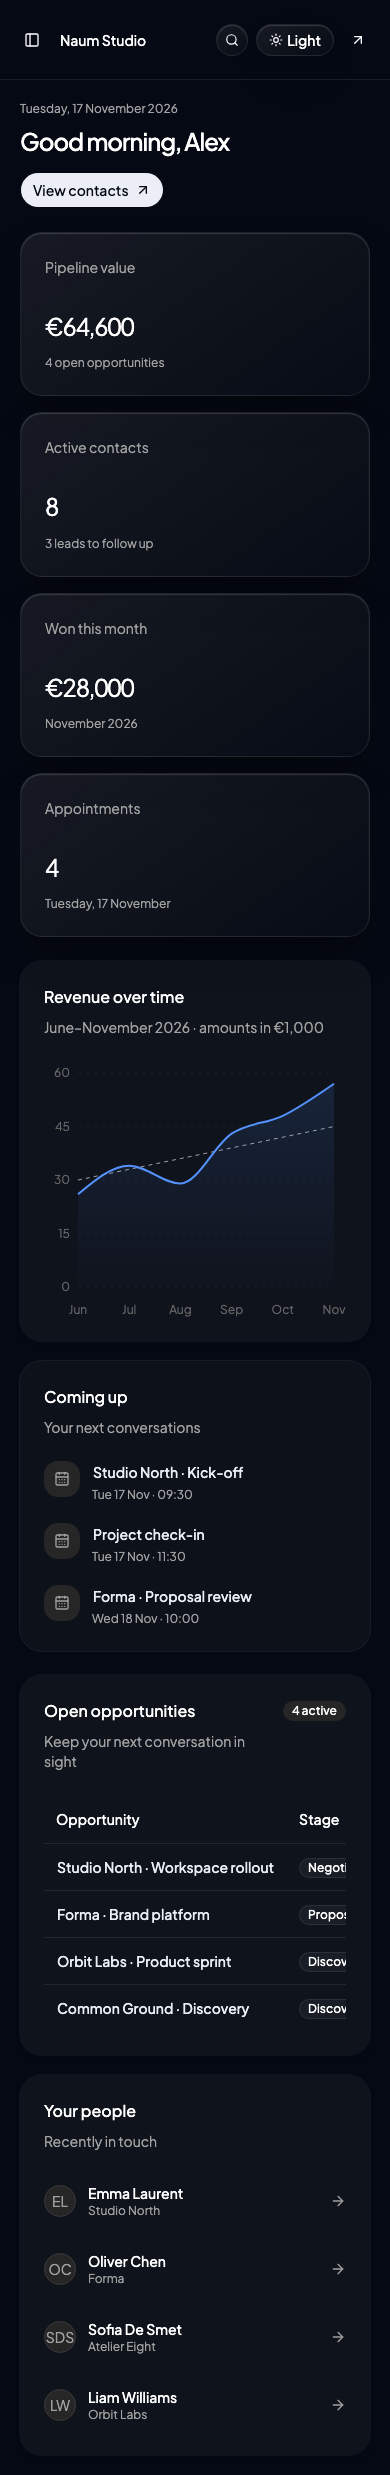 Naum Studio
Light
Tuesday, 17 November 2026
Good morning, Alex
View contacts
Pipeline value
€64,600
4 open opportunities
Active contacts
8
3 leads to follow up
Won this month
€28,000
November 2026
Appointments
4
Tuesday, 17 November
Revenue over time
June–November 2026 · amounts in €1,000
60
45
30
15
0
Jun Jul Aug Sep Oct Nov
Coming up
Your next conversations
Studio North · Kick-off
Tue 17 Nov · 09:30
Project check-in
Tue 17 Nov · 11:30
Forma · Proposal review
Wed 18 Nov · 10:00
Open opportunities
4 active
Keep your next conversation in
sight
Opportunity Stage
Studio North · Workspace rollout Negoti
Forma · Brand platform Propos
Orbit Labs · Product sprint Discov
Common Ground · Discovery Discov
Your people
Recently in touch
EL Emma Laurent
Studio North
OC Oliver Chen
Forma
SDS Sofia De Smet
Atelier Eight
LW Liam Williams
Orbit Labs